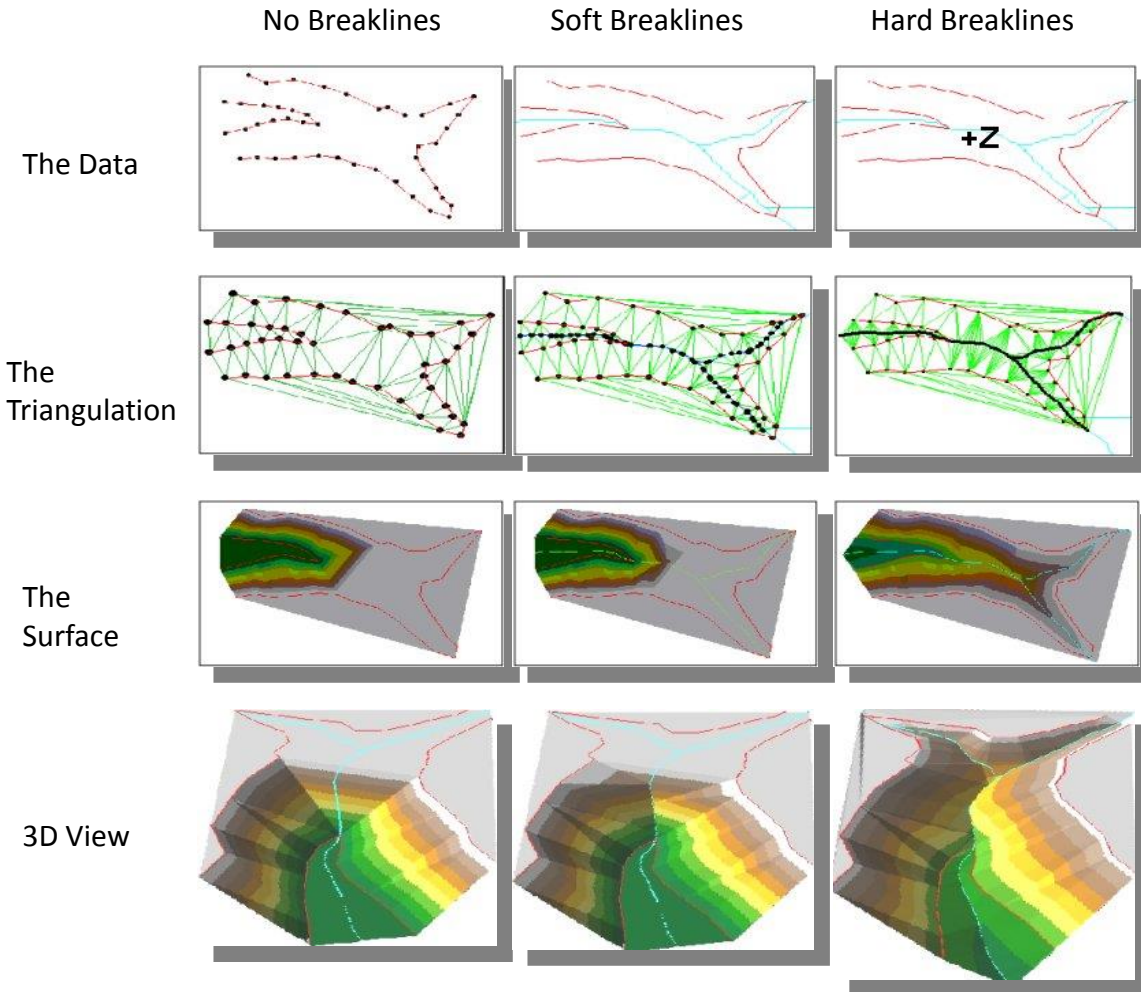 No Breaklines
Soft Breaklines
Hard Breaklines
The Data
+Z
The
Triangulation
The
Surface
3D View